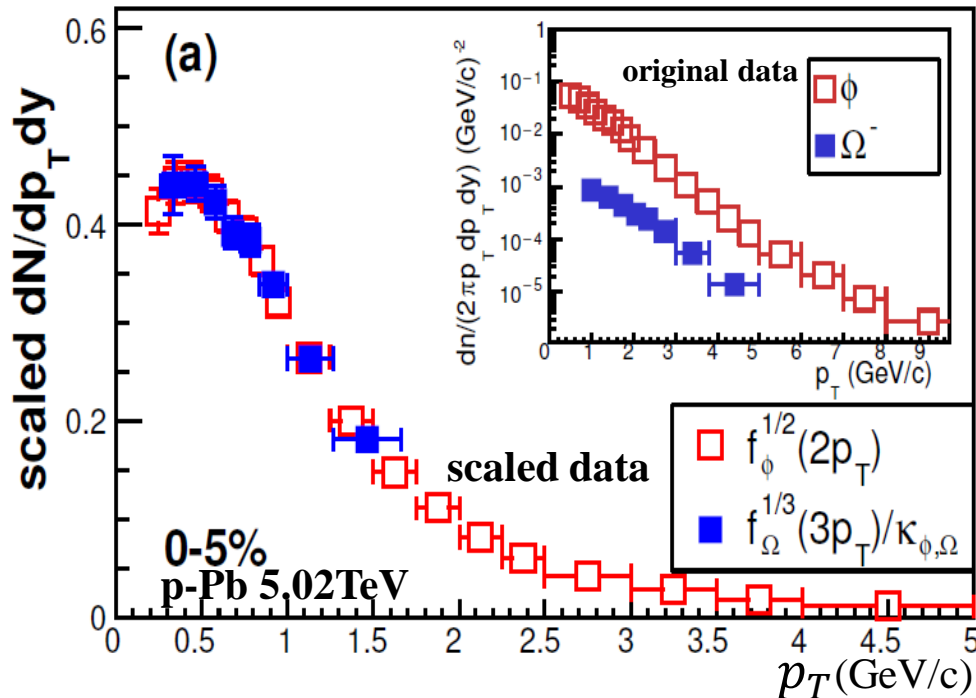 (a)
scaled dN/dp_T dy
0.6
0.4
0.2
0
0 0.5 1 1.5 2 2.5 3 3.5 4 4.5 5
p_T (GeV/c)
0-5%
p-Pb 5.02TeV
scaled data
f_ϕ^{1/2}(2p_T)
f_Ω^{1/3}(3p_T)/κ_{ϕ,Ω}
original data
ϕ
Ω^-
dn/(2πp_T dp_T dy) (GeV/c)^{-2}
1
10^{-1}
10^{-2}
10^{-3}
10^{-4}
10^{-5}
0 1 2 3 4 5 6 7 8 9
p_T (GeV/c)